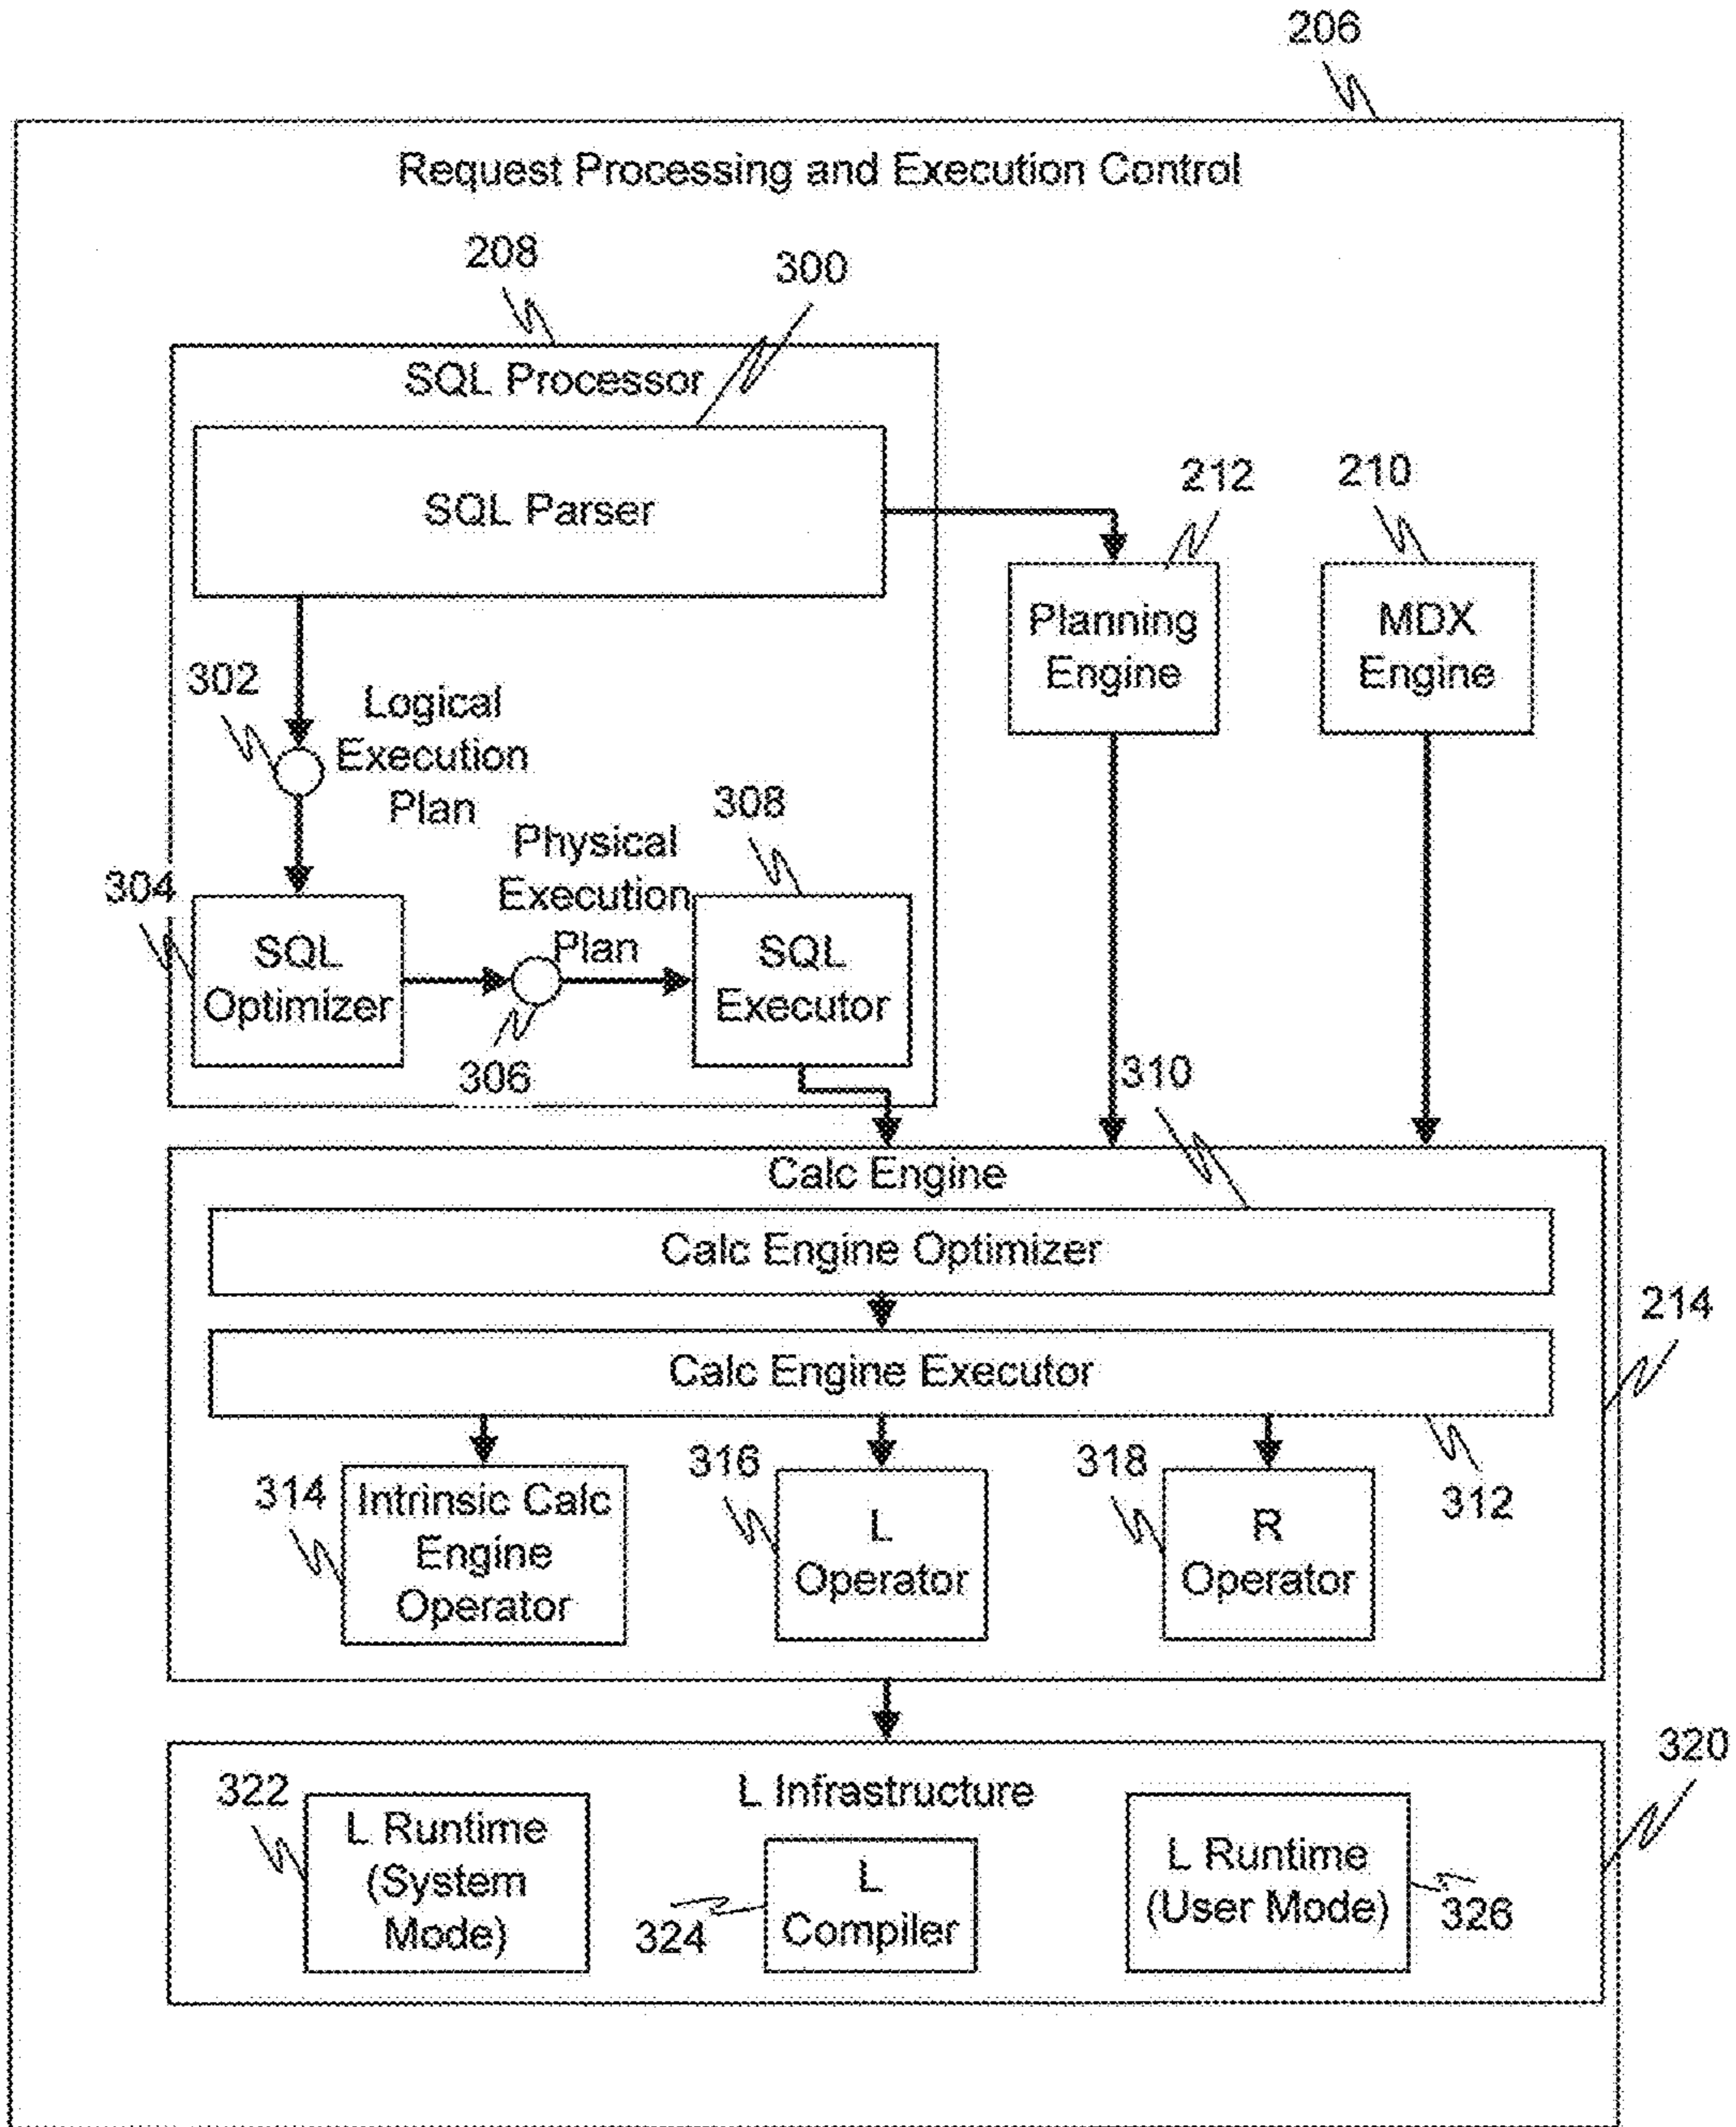 206
Request Processing and Execution Control
208
300
SQL Processor
SQL Parser
212
210
Planning
Engine
MDX
Engine
302
Logical
Execution
Plan
308
Physical
Execution
Plan
304
SQL
Optimizer
SQL
Executor
306
310
Calc Engine
Calc Engine Optimizer
214
Calc Engine Executor
314
316
318
312
Intrinsic Calc
Engine
Operator
L
Operator
R
Operator
320
322
L Infrastructure
L Runtime
(System
Mode)
324
L
Compiler
L Runtime
(User Mode)
326